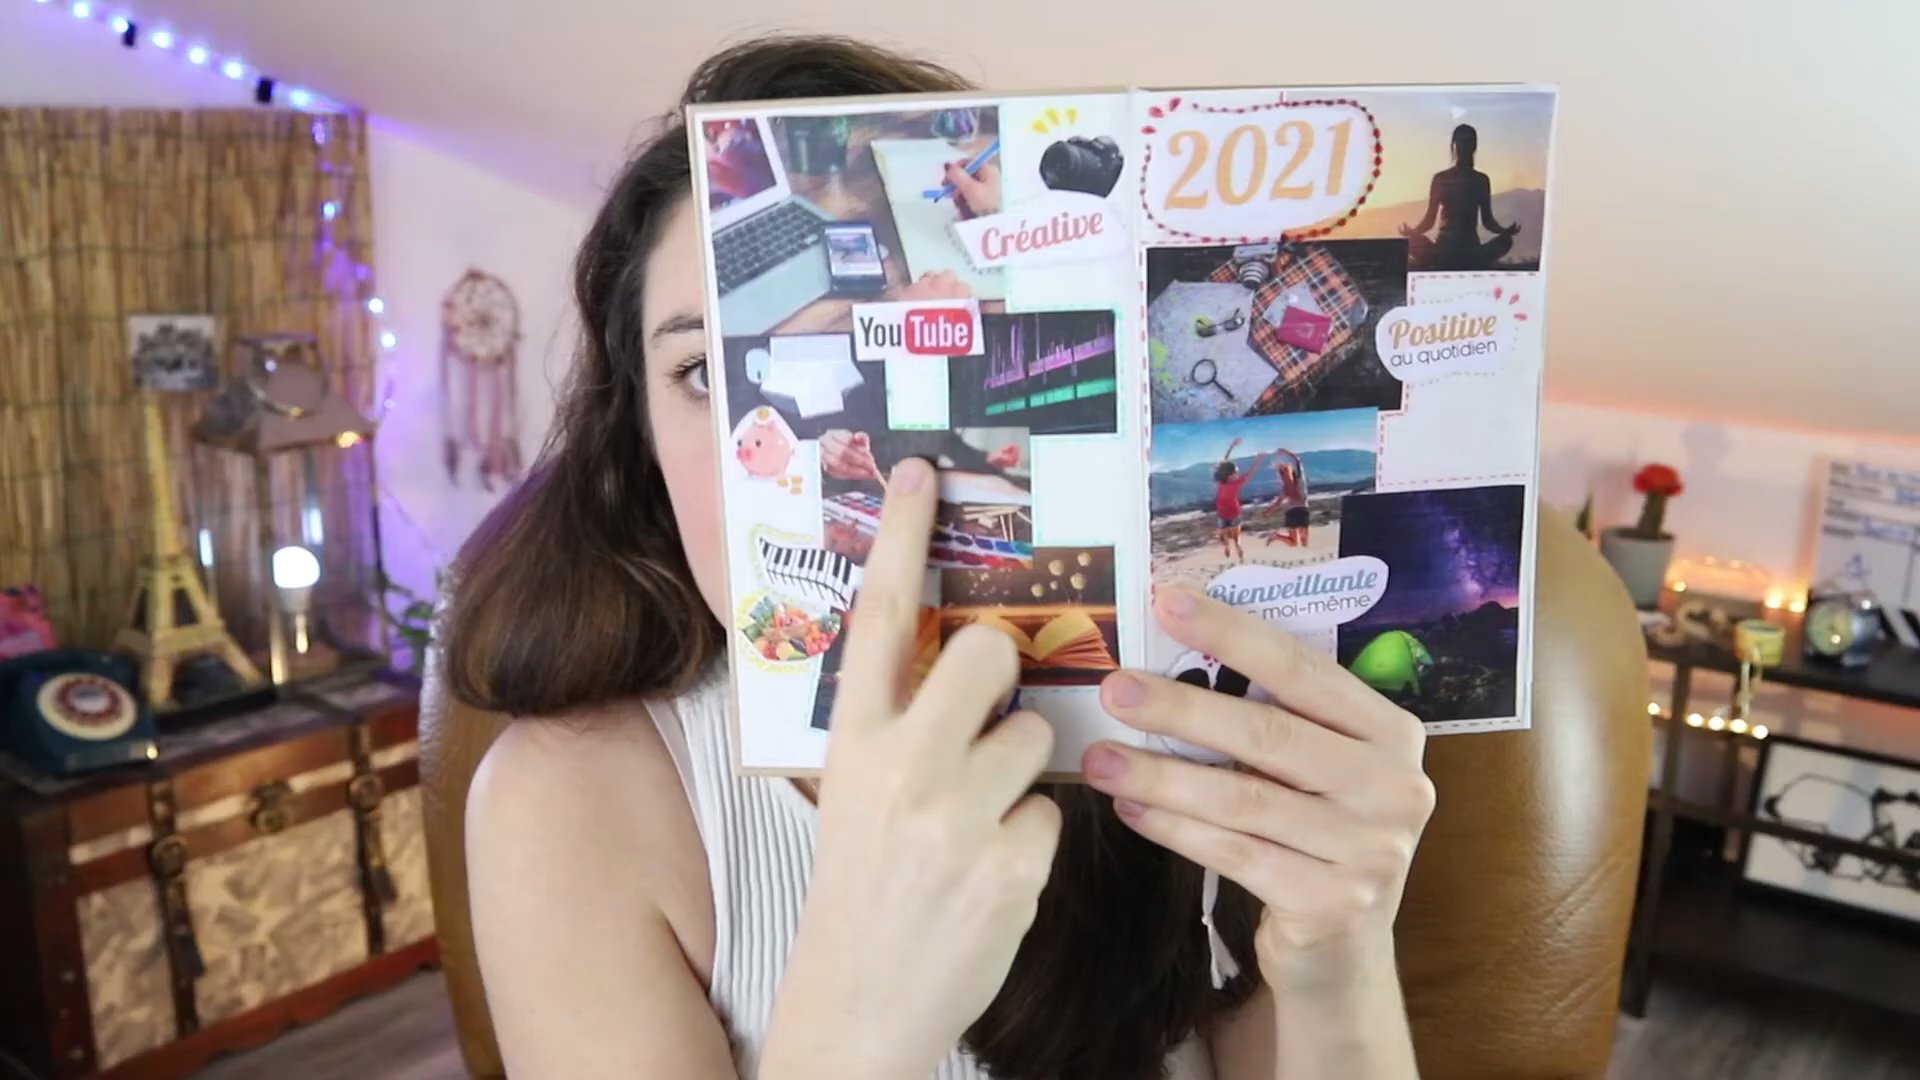 Créative
YouTube
2021
Positive
au quotidien
Bienveillante
moi-même